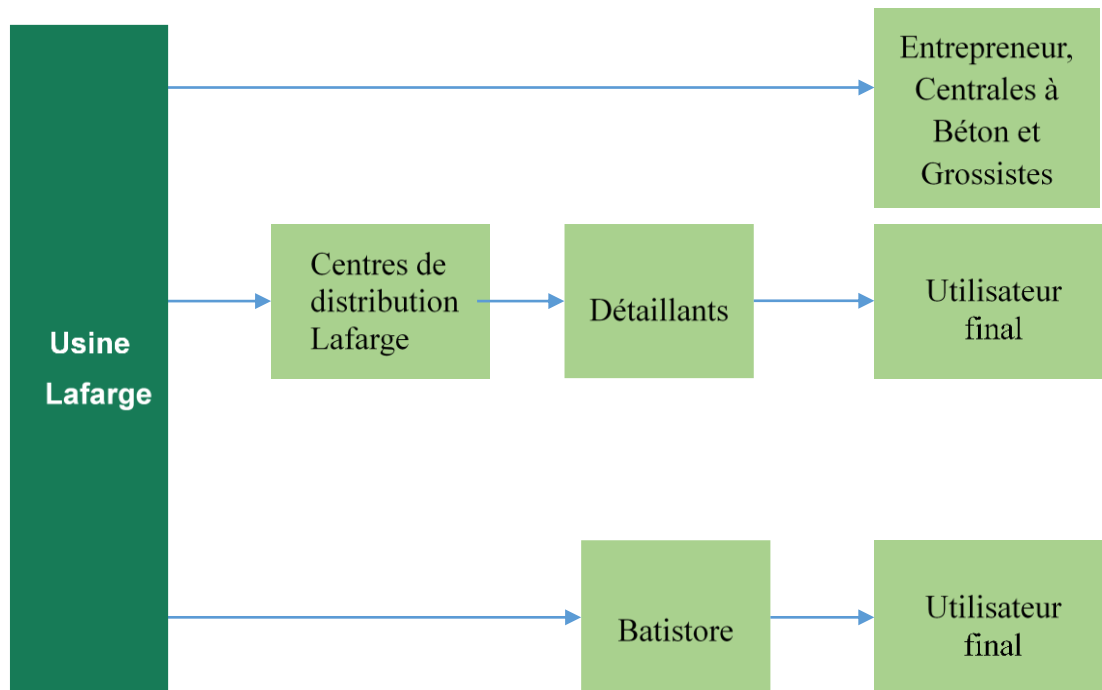 Entrepreneur,
Centrales à
Béton et
Grossistes
Usine
Lafarge
Centres de
distribution
Lafarge
Détaillants
Utilisateur
final
Batistore
Utilisateur
final